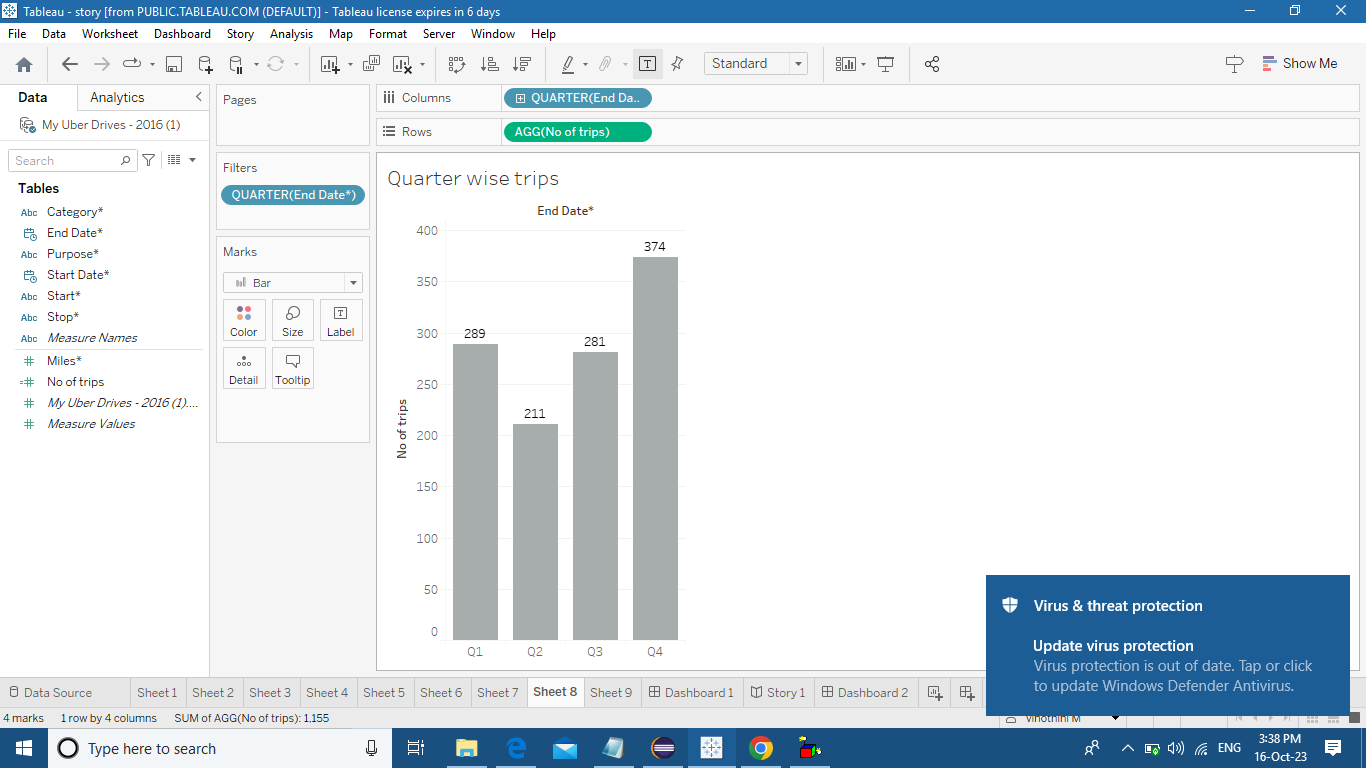 Tableau - story [from PUBLIC.TABLEAU.COM (DEFAULT)] - Tableau license expires in 6 days
File Data Worksheet Dashboard Story Analysis Map Format Server Window Help
Standard
Show Me
Data Analytics
My Uber Drives - 2016 (1)
Search
Tables
Abc Category*
End Date*
Abc Purpose*
Start Date*
Abc Start*
Abc Stop*
Abc Measure Names
# Miles*
=# No of trips
# My Uber Drives - 2016 (1)....
# Measure Values
Pages
Filters
QUARTER(End Date*)
Marks
Bar
Color Size Label
Detail Tooltip
Columns QUARTER(End Da..
Rows AGG(No of trips)
Quarter wise trips
End Date*
No of trips
400
350
300
250
200
150
100
50
0
289
211
281
374
Q1 Q2 Q3 Q4
Virus & threat protection
Update virus protection
Virus protection is out of date. Tap or click
to update Windows Defender Antivirus.
Data Source Sheet 1 Sheet 2 Sheet 3 Sheet 4 Sheet 5 Sheet 6 Sheet 7 Sheet 8 Sheet 9 Dashboard 1 Story 1 Dashboard 2
4 marks 1 row by 4 columns SUM of AGG(No of trips): 1,155
Vinothini M
Type here to search
ENG
3:38 PM
16-Oct-23